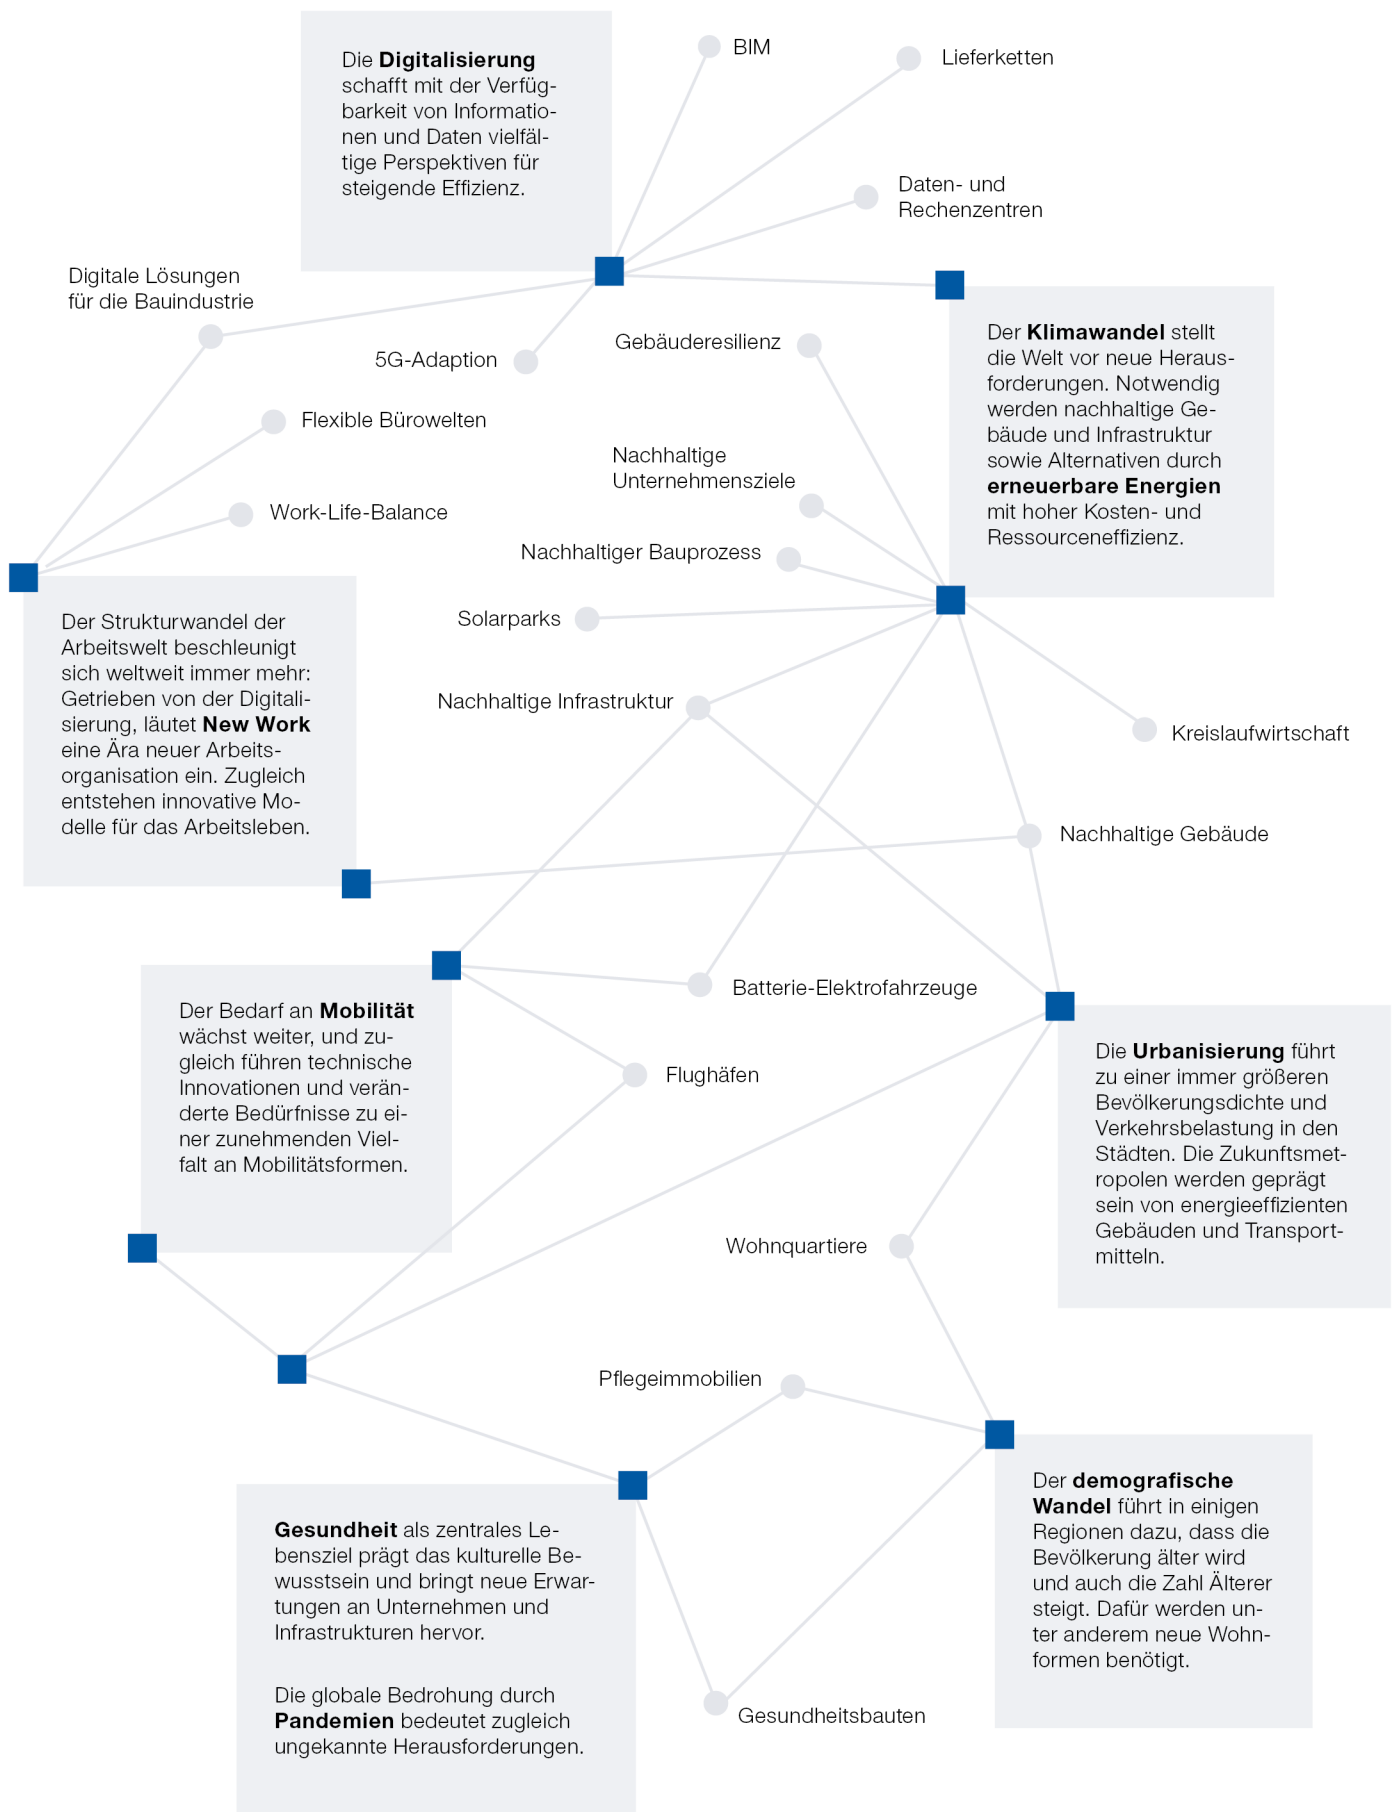 Die Digitalisierung
schafft mit der Verfüg-
barkeit von Informatio-
nen und Daten vielfäl-
tige Perspektiven für
steigende Effizienz.
BIM
Lieferketten
Daten- und
Rechenzentren
Digitale Lösungen
für die Bauindustrie
5G-Adaption
Flexible Bürowelten
Work-Life-Balance
Gebäuderesilienz
Nachhaltige
Unternehmensziele
Nachhaltiger Bauprozess
Solarparks
Nachhaltige Infrastruktur
Der Klimawandel stellt
die Welt vor neue Heraus-
forderungen. Notwendig
werden nachhaltige Ge-
bäude und Infrastruktur
sowie Alternativen durch
erneuerbare Energien
mit hoher Kosten- und
Ressourceneffizienz.
Der Strukturwandel der
Arbeitswelt beschleunigt
sich weltweit immer mehr:
Getrieben von der Digitali-
sierung, läutet New Work
eine Ära neuer Arbeits-
organisation ein. Zugleich
entstehen innovative Mo-
delle für das Arbeitsleben.
Kreislaufwirtschaft
Nachhaltige Gebäude
Batterie-Elektrofahrzeuge
Flughäfen
Der Bedarf an Mobilität
wächst weiter, und zu-
gleich führen technische
Innovationen und verän-
derte Bedürfnisse zu ei-
ner zunehmenden Viel-
falt an Mobilitätsformen.
Die Urbanisierung führt
zu einer immer größeren
Bevölkerungsdichte und
Verkehrsbelastung in den
Städten. Die Zukunftsmet-
ropolen werden geprägt
sein von energieeffizienten
Gebäuden und Transport-
mitteln.
Wohnquartiere
Pflegeimmobilien
Gesundheit als zentrales Le-
bensziel prägt das kulturelle Be-
wusstsein und bringt neue Erwar-
tungen an Unternehmen und
Infrastrukturen hervor.
Die globale Bedrohung durch
Pandemien bedeutet zugleich
ungekannte Herausforderungen.
Der demografische
Wandel führt in einigen
Regionen dazu, dass die
Bevölkerung älter wird
und auch die Zahl Älterer
steigt. Dafür werden un-
ter anderem neue Wohn-
formen benötigt.
Gesundheitsbauten